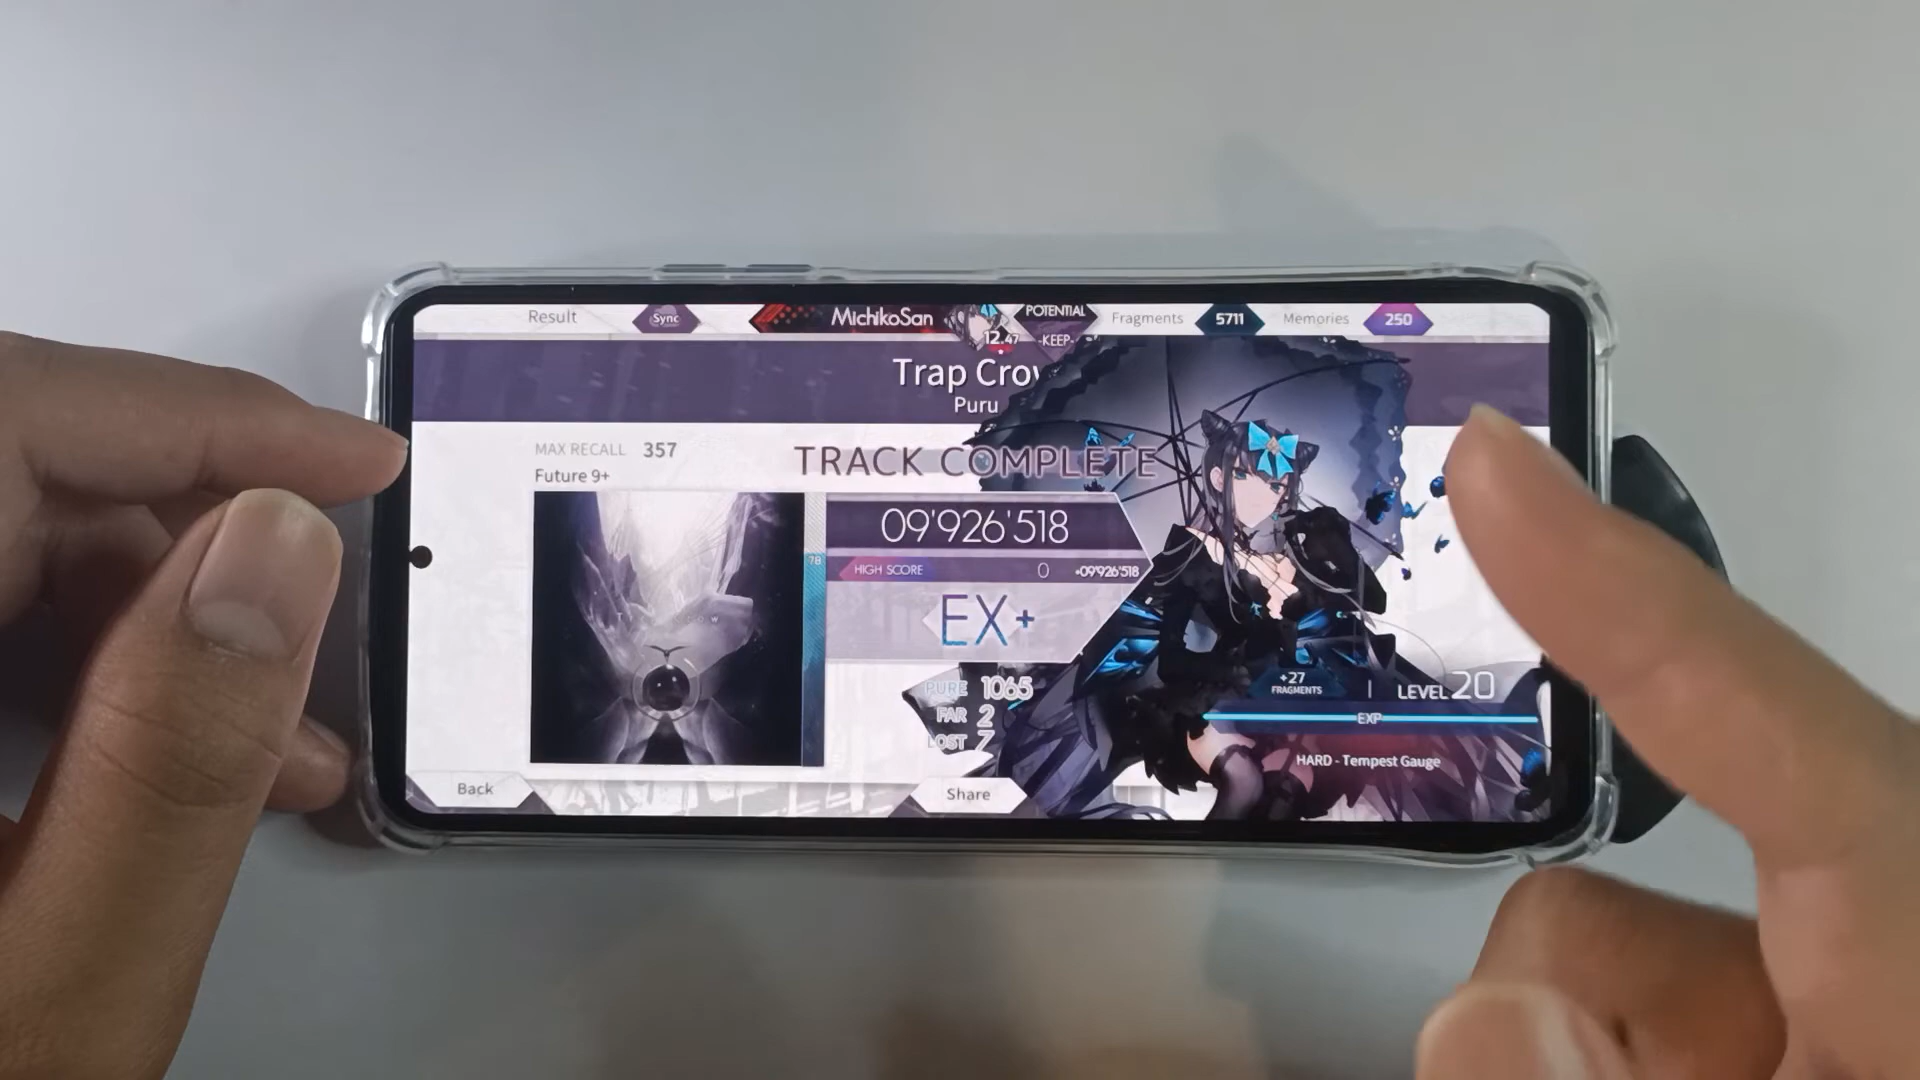 Result
Sync
MichikoSan
12.47
POTENTIAL
-KEEP-
Fragments
5711
Memories
250
Trap Crow
Puru
MAX RECALL 357
Future 9+
TRACK COMPLETE
78
09'926'518
HIGH SCORE 0 +09'926'518
EX+
PURE 1065
FAR 2
LOST 7
+27
FRAGMENTS
LEVEL 20
EXP
HARD - Tempest Gauge
Back
Share